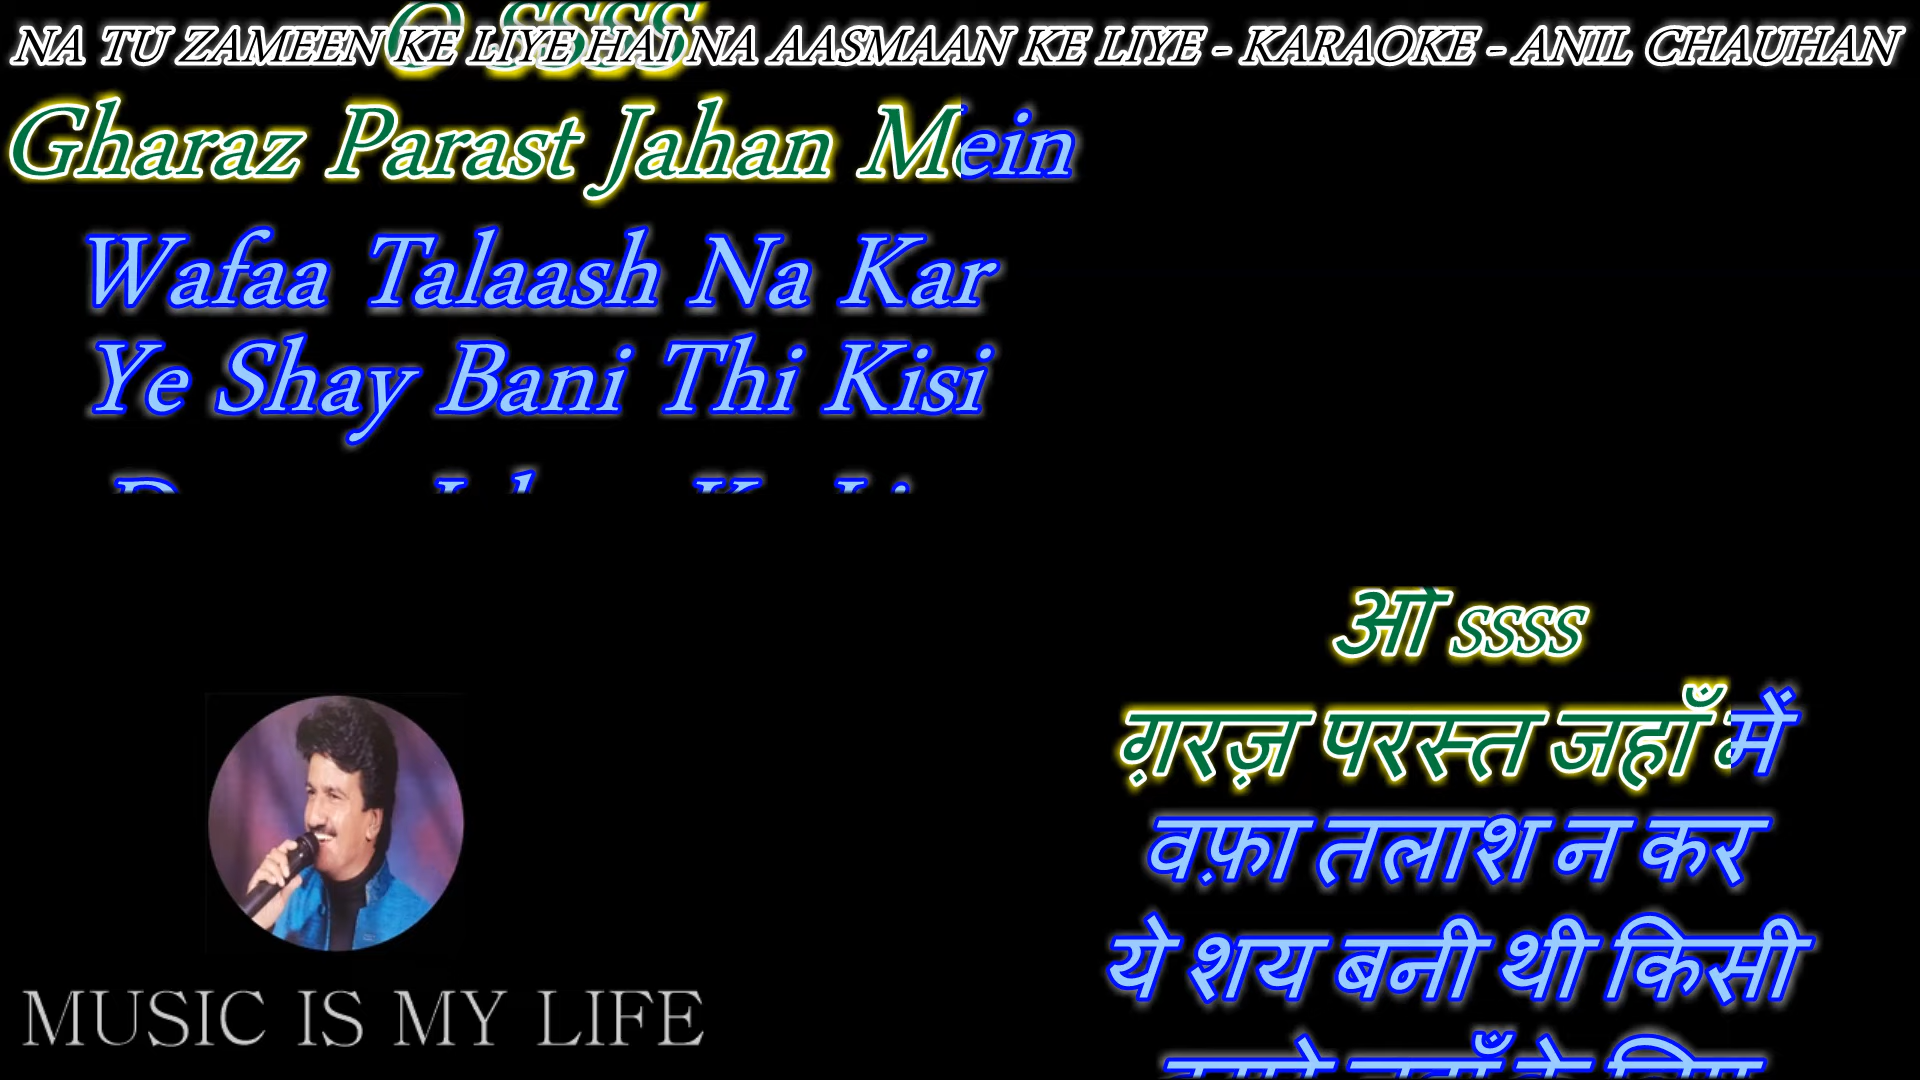 NA TU ZAMEEN KE LIYE HAI NA AASMAAN KE LIYE - KARAOKE - ANIL CHAUHAN
O ssss
Gharaz Parast Jahan Mein
Wafaa Talaash Na Kar
Ye Shay Bani Thi Kisi
ओ ssss
ग़रज़ परस्त जहाँ में
वफ़ा तलाश न कर
ये शय बनी थी किसी
MUSIC IS MY LIFE